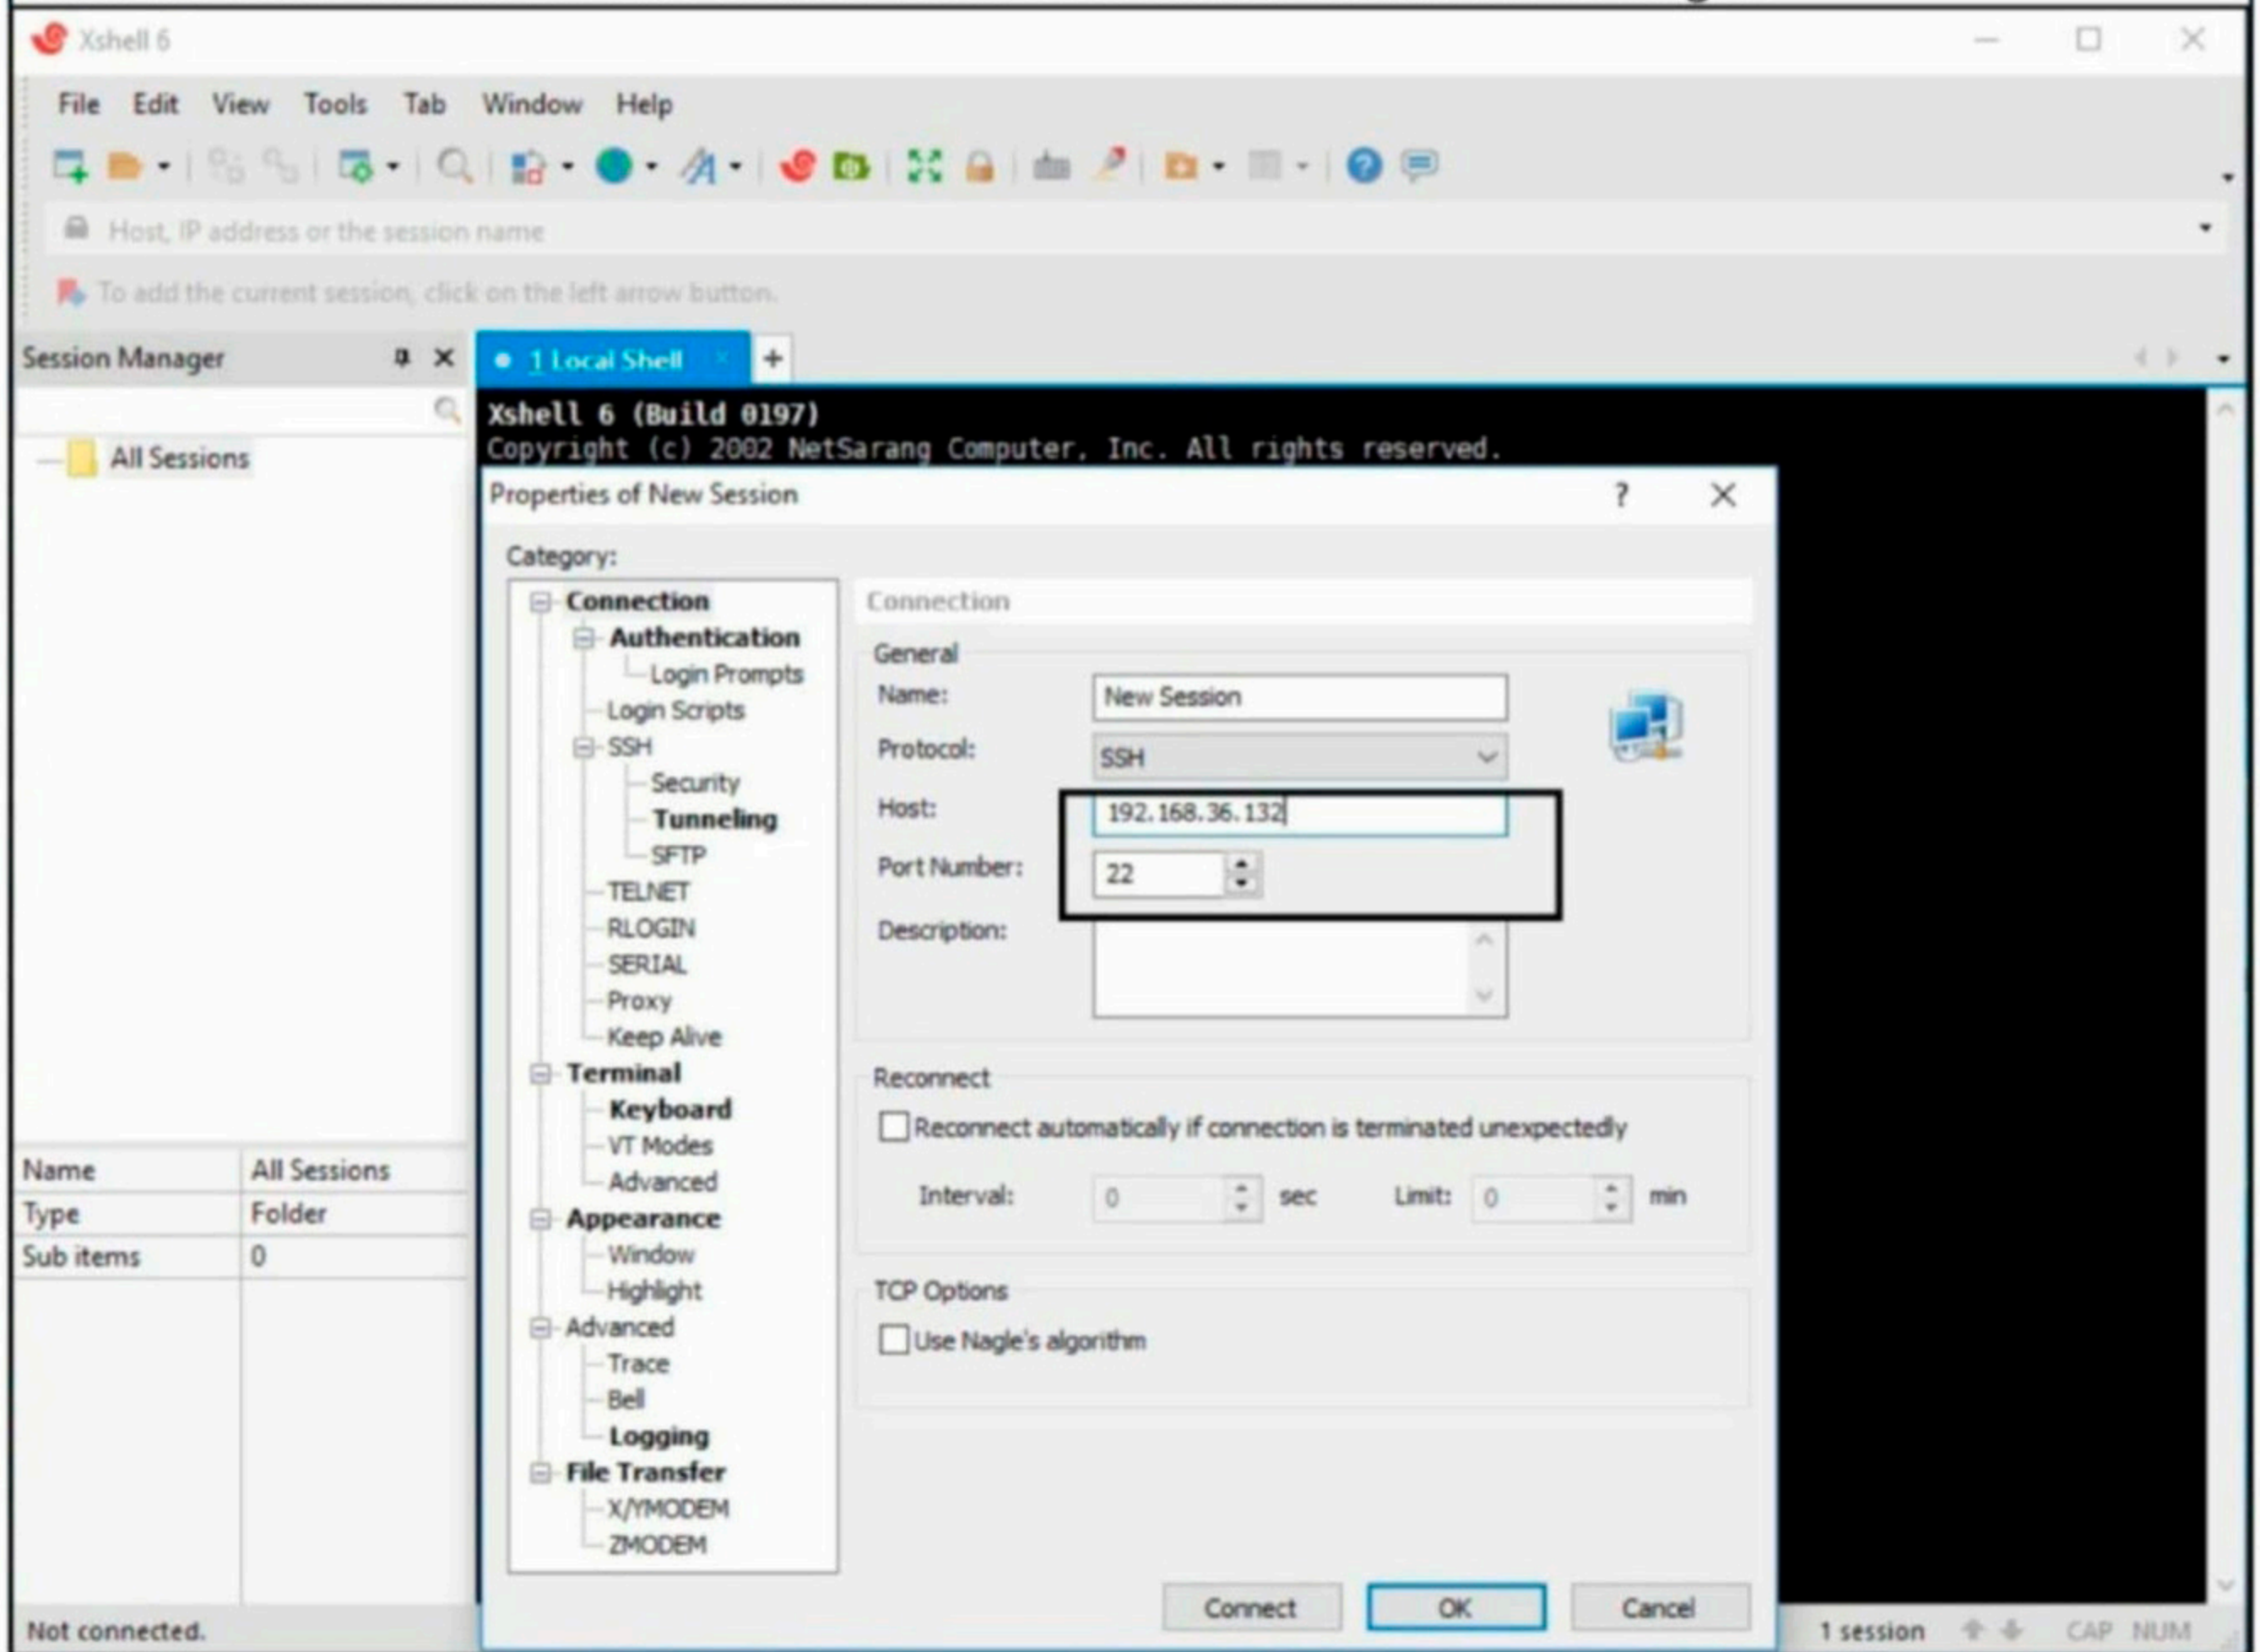 Xshell 6
File Edit View Tools Tab Window Help
Host, IP address or the session name
To add the current session, click on the left arrow button.
Session Manager
1 Local Shell
Xshell 6 (Build 0197)
Copyright (c) 2002 NetSarang Computer, Inc. All rights reserved.
All Sessions
Name All Sessions
Type Folder
Sub items 0
Properties of New Session
Category:
Connection
Authentication
Login Prompts
Login Scripts
SSH
Security
Tunneling
SFTP
TELNET
RLOGIN
SERIAL
Proxy
Keep Alive
Terminal
Keyboard
VT Modes
Advanced
Appearance
Window
Highlight
Advanced
Trace
Bell
Logging
File Transfer
X/YMODEM
ZMODEM
Connection
General
Name: New Session
Protocol: SSH
Host: 192.168.36.132
Port Number: 22
Description:
Reconnect
Reconnect automatically if connection is terminated unexpectedly
Interval: 0 sec Limit: 0 min
TCP Options
Use Nagle's algorithm
Connect OK Cancel
Not connected.
1 session CAP NUM